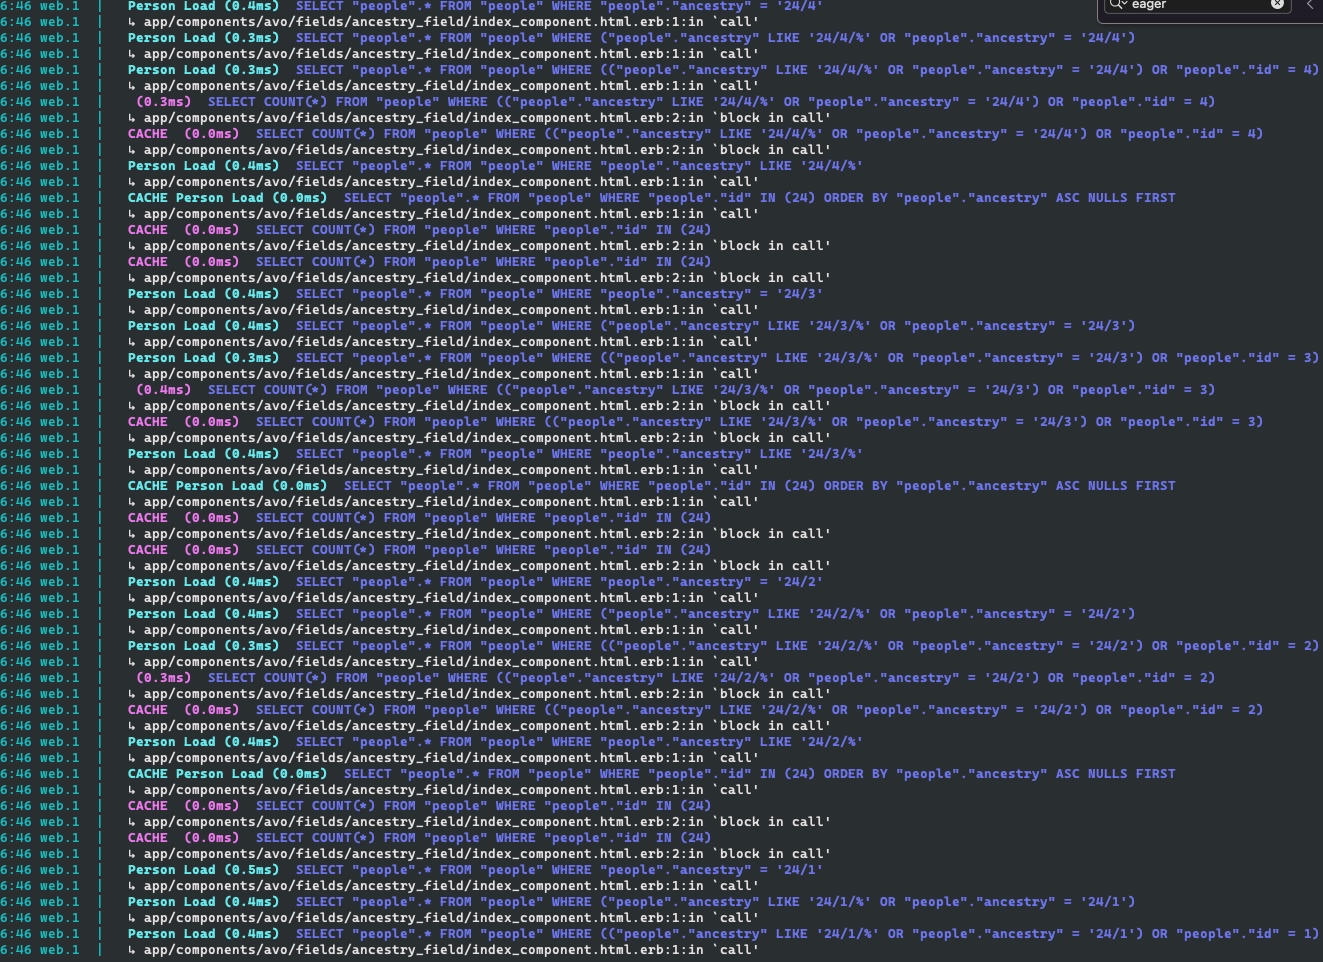 eager
6:46 web.1 | Person Load (0.4ms) SELECT "people".* FROM "people" WHERE "people"."ancestry" = '24/4'
6:46 web.1 | ↳ app/components/avo/fields/ancestry_field/index_component.html.erb:1:in `call'
6:46 web.1 | Person Load (0.3ms) SELECT "people".* FROM "people" WHERE ("people"."ancestry" LIKE '24/4/%' OR "people"."ancestry" = '24/4')
6:46 web.1 | ↳ app/components/avo/fields/ancestry_field/index_component.html.erb:1:in `call'
6:46 web.1 | Person Load (0.3ms) SELECT "people".* FROM "people" WHERE (("people"."ancestry" LIKE '24/4/%' OR "people"."ancestry" = '24/4') OR "people"."id" = 4)
6:46 web.1 | ↳ app/components/avo/fields/ancestry_field/index_component.html.erb:1:in `call'
6:46 web.1 | (0.3ms) SELECT COUNT(*) FROM "people" WHERE (("people"."ancestry" LIKE '24/4/%' OR "people"."ancestry" = '24/4') OR "people"."id" = 4)
6:46 web.1 | ↳ app/components/avo/fields/ancestry_field/index_component.html.erb:2:in `block in call'
6:46 web.1 | CACHE (0.0ms) SELECT COUNT(*) FROM "people" WHERE (("people"."ancestry" LIKE '24/4/%' OR "people"."ancestry" = '24/4') OR "people"."id" = 4)
6:46 web.1 | ↳ app/components/avo/fields/ancestry_field/index_component.html.erb:2:in `block in call'
6:46 web.1 | Person Load (0.4ms) SELECT "people".* FROM "people" WHERE "people"."ancestry" LIKE '24/4/%'
6:46 web.1 | ↳ app/components/avo/fields/ancestry_field/index_component.html.erb:1:in `call'
6:46 web.1 | CACHE Person Load (0.0ms) SELECT "people".* FROM "people" WHERE "people"."id" IN (24) ORDER BY "people"."ancestry" ASC NULLS FIRST
6:46 web.1 | ↳ app/components/avo/fields/ancestry_field/index_component.html.erb:1:in `call'
6:46 web.1 | CACHE (0.0ms) SELECT COUNT(*) FROM "people" WHERE "people"."id" IN (24)
6:46 web.1 | ↳ app/components/avo/fields/ancestry_field/index_component.html.erb:2:in `block in call'
6:46 web.1 | CACHE (0.0ms) SELECT COUNT(*) FROM "people" WHERE "people"."id" IN (24)
6:46 web.1 | ↳ app/components/avo/fields/ancestry_field/index_component.html.erb:2:in `block in call'
6:46 web.1 | Person Load (0.4ms) SELECT "people".* FROM "people" WHERE "people"."ancestry" = '24/3'
6:46 web.1 | ↳ app/components/avo/fields/ancestry_field/index_component.html.erb:1:in `call'
6:46 web.1 | Person Load (0.4ms) SELECT "people".* FROM "people" WHERE ("people"."ancestry" LIKE '24/3/%' OR "people"."ancestry" = '24/3')
6:46 web.1 | ↳ app/components/avo/fields/ancestry_field/index_component.html.erb:1:in `call'
6:46 web.1 | Person Load (0.3ms) SELECT "people".* FROM "people" WHERE (("people"."ancestry" LIKE '24/3/%' OR "people"."ancestry" = '24/3') OR "people"."id" = 3)
6:46 web.1 | ↳ app/components/avo/fields/ancestry_field/index_component.html.erb:1:in `call'
6:46 web.1 | (0.4ms) SELECT COUNT(*) FROM "people" WHERE (("people"."ancestry" LIKE '24/3/%' OR "people"."ancestry" = '24/3') OR "people"."id" = 3)
6:46 web.1 | ↳ app/components/avo/fields/ancestry_field/index_component.html.erb:2:in `block in call'
6:46 web.1 | CACHE (0.0ms) SELECT COUNT(*) FROM "people" WHERE (("people"."ancestry" LIKE '24/3/%' OR "people"."ancestry" = '24/3') OR "people"."id" = 3)
6:46 web.1 | ↳ app/components/avo/fields/ancestry_field/index_component.html.erb:2:in `block in call'
6:46 web.1 | Person Load (0.4ms) SELECT "people".* FROM "people" WHERE "people"."ancestry" LIKE '24/3/%'
6:46 web.1 | ↳ app/components/avo/fields/ancestry_field/index_component.html.erb:1:in `call'
6:46 web.1 | CACHE Person Load (0.0ms) SELECT "people".* FROM "people" WHERE "people"."id" IN (24) ORDER BY "people"."ancestry" ASC NULLS FIRST
6:46 web.1 | ↳ app/components/avo/fields/ancestry_field/index_component.html.erb:1:in `call'
6:46 web.1 | CACHE (0.0ms) SELECT COUNT(*) FROM "people" WHERE "people"."id" IN (24)
6:46 web.1 | ↳ app/components/avo/fields/ancestry_field/index_component.html.erb:2:in `block in call'
6:46 web.1 | CACHE (0.0ms) SELECT COUNT(*) FROM "people" WHERE "people"."id" IN (24)
6:46 web.1 | ↳ app/components/avo/fields/ancestry_field/index_component.html.erb:2:in `block in call'
6:46 web.1 | Person Load (0.4ms) SELECT "people".* FROM "people" WHERE "people"."ancestry" = '24/2'
6:46 web.1 | ↳ app/components/avo/fields/ancestry_field/index_component.html.erb:1:in `call'
6:46 web.1 | Person Load (0.4ms) SELECT "people".* FROM "people" WHERE ("people"."ancestry" LIKE '24/2/%' OR "people"."ancestry" = '24/2')
6:46 web.1 | ↳ app/components/avo/fields/ancestry_field/index_component.html.erb:1:in `call'
6:46 web.1 | Person Load (0.3ms) SELECT "people".* FROM "people" WHERE (("people"."ancestry" LIKE '24/2/%' OR "people"."ancestry" = '24/2') OR "people"."id" = 2)
6:46 web.1 | ↳ app/components/avo/fields/ancestry_field/index_component.html.erb:1:in `call'
6:46 web.1 | (0.3ms) SELECT COUNT(*) FROM "people" WHERE (("people"."ancestry" LIKE '24/2/%' OR "people"."ancestry" = '24/2') OR "people"."id" = 2)
6:46 web.1 | ↳ app/components/avo/fields/ancestry_field/index_component.html.erb:2:in `block in call'
6:46 web.1 | CACHE (0.0ms) SELECT COUNT(*) FROM "people" WHERE (("people"."ancestry" LIKE '24/2/%' OR "people"."ancestry" = '24/2') OR "people"."id" = 2)
6:46 web.1 | ↳ app/components/avo/fields/ancestry_field/index_component.html.erb:2:in `block in call'
6:46 web.1 | Person Load (0.4ms) SELECT "people".* FROM "people" WHERE "people"."ancestry" LIKE '24/2/%'
6:46 web.1 | ↳ app/components/avo/fields/ancestry_field/index_component.html.erb:1:in `call'
6:46 web.1 | CACHE Person Load (0.0ms) SELECT "people".* FROM "people" WHERE "people"."id" IN (24) ORDER BY "people"."ancestry" ASC NULLS FIRST
6:46 web.1 | ↳ app/components/avo/fields/ancestry_field/index_component.html.erb:1:in `call'
6:46 web.1 | CACHE (0.0ms) SELECT COUNT(*) FROM "people" WHERE "people"."id" IN (24)
6:46 web.1 | ↳ app/components/avo/fields/ancestry_field/index_component.html.erb:2:in `block in call'
6:46 web.1 | CACHE (0.0ms) SELECT COUNT(*) FROM "people" WHERE "people"."id" IN (24)
6:46 web.1 | ↳ app/components/avo/fields/ancestry_field/index_component.html.erb:2:in `block in call'
6:46 web.1 | Person Load (0.5ms) SELECT "people".* FROM "people" WHERE "people"."ancestry" = '24/1'
6:46 web.1 | ↳ app/components/avo/fields/ancestry_field/index_component.html.erb:1:in `call'
6:46 web.1 | Person Load (0.4ms) SELECT "people".* FROM "people" WHERE ("people"."ancestry" LIKE '24/1/%' OR "people"."ancestry" = '24/1')
6:46 web.1 | ↳ app/components/avo/fields/ancestry_field/index_component.html.erb:1:in `call'
6:46 web.1 | Person Load (0.4ms) SELECT "people".* FROM "people" WHERE (("people"."ancestry" LIKE '24/1/%' OR "people"."ancestry" = '24/1') OR "people"."id" = 1)
6:46 web.1 | ↳ app/components/avo/fields/ancestry_field/index_component.html.erb:1:in `call'